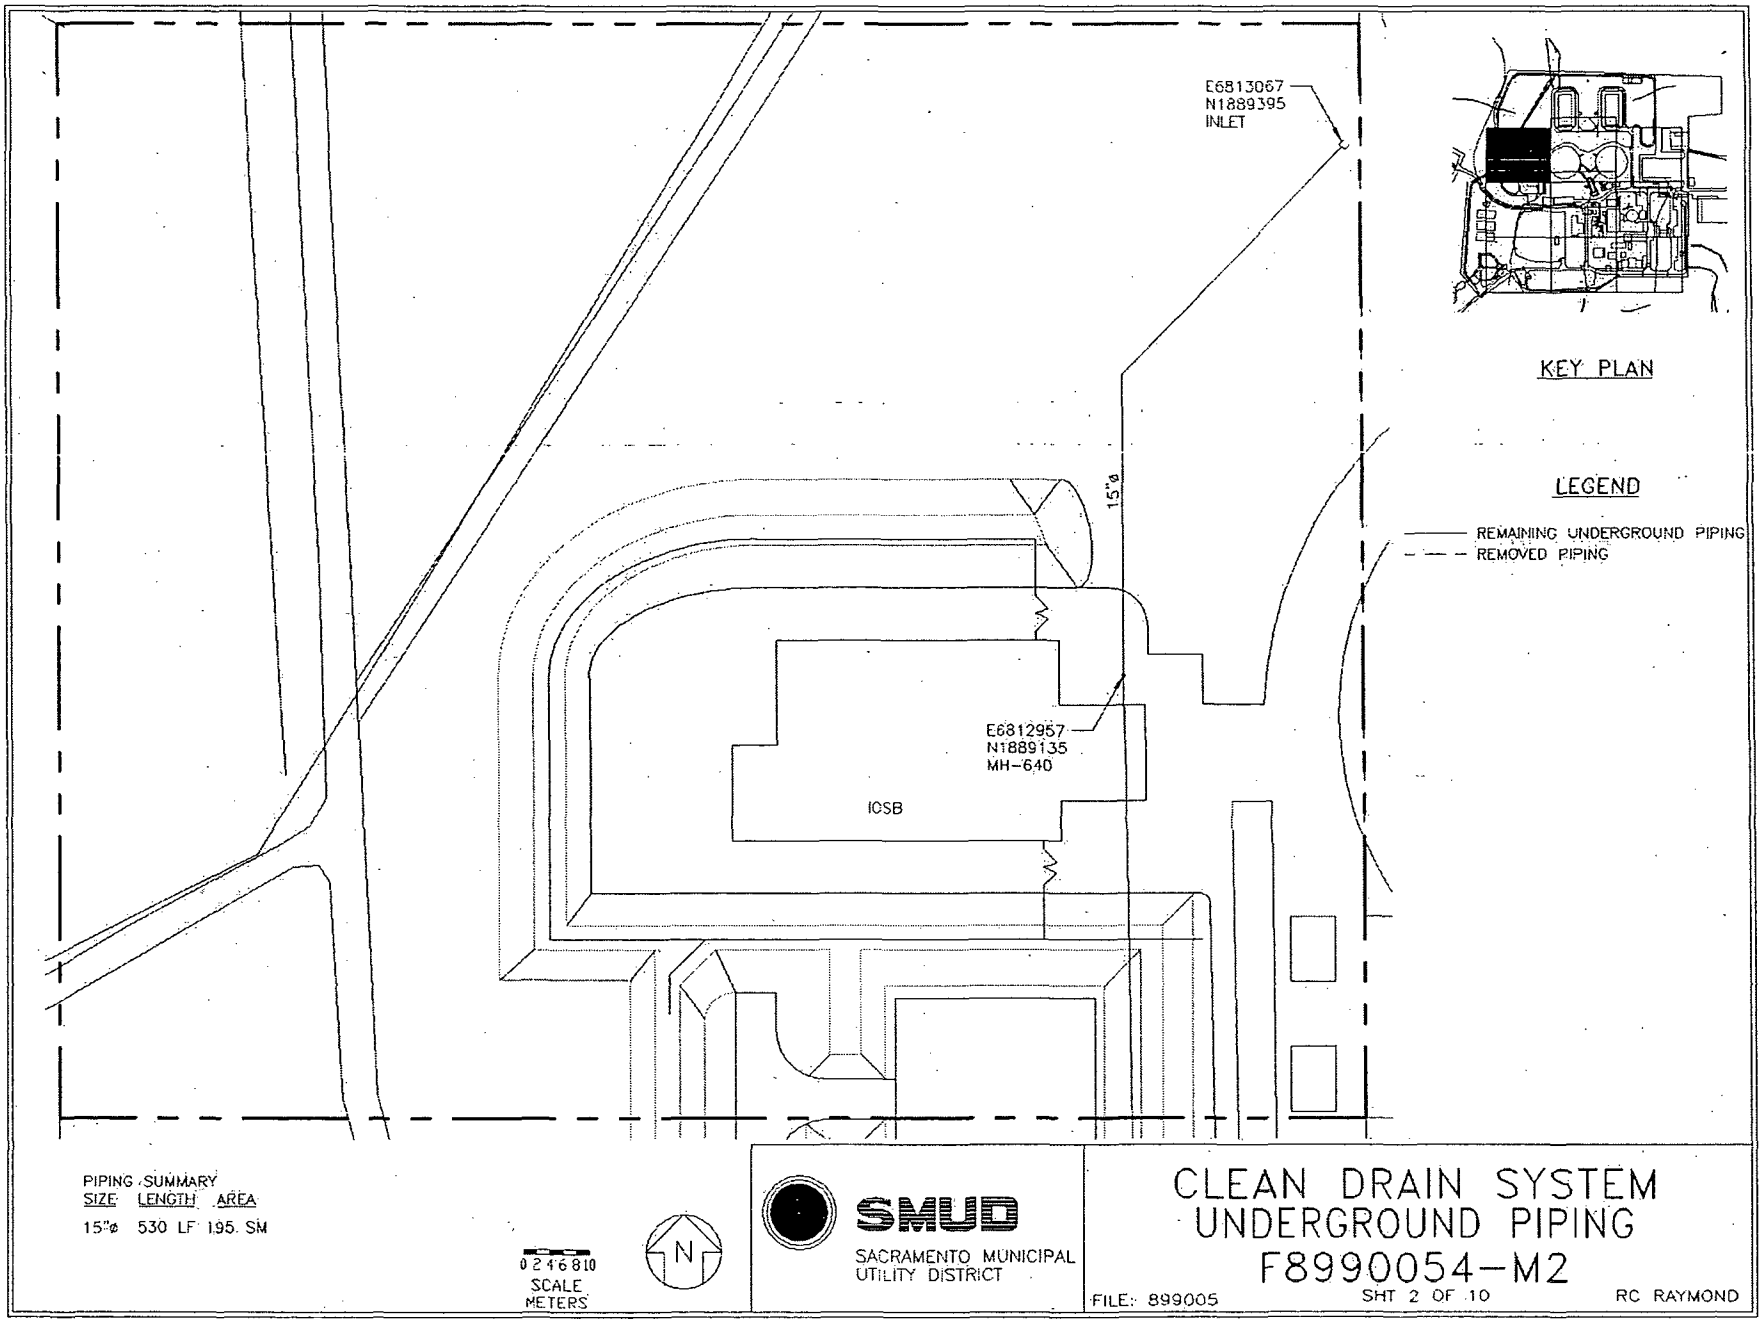 E6813067
N1889395
INLET
KEY PLAN
LEGEND
REMAINING UNDERGROUND PIPING
REMOVED PIPING
15"ø
E6812957
N1889135
MH-640
IOSB
PIPING SUMMARY
SIZE LENGTH AREA
15"ø 530 LF 195. SM
0 2 4 6 8 10
SCALE
METERS
N
SMUD
SACRAMENTO MUNICIPAL
UTILITY DISTRICT
CLEAN DRAIN SYSTEM
UNDERGROUND PIPING
F8990054-M2
FILE: 899005
SHT 2 OF 10
RC RAYMOND